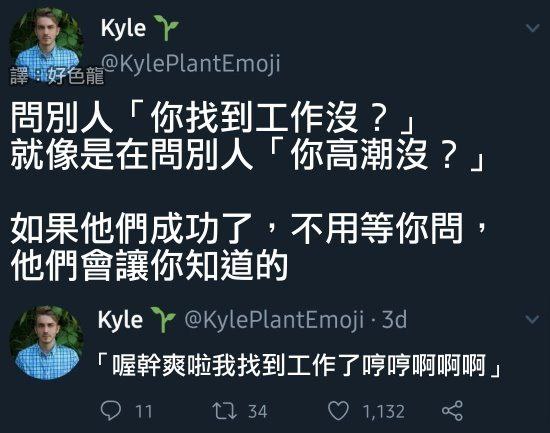 Kyle
@KylePlantEmoji
譯：好色龍
問別人「你找到工作沒？」
就像是在問別人「你高潮沒？」
如果他們成功了，不用等你問，
他們會讓你知道的
Kyle @KylePlantEmoji · 3d
「喔幹爽啦我找到工作了哼哼啊啊啊」
11 34 1,132